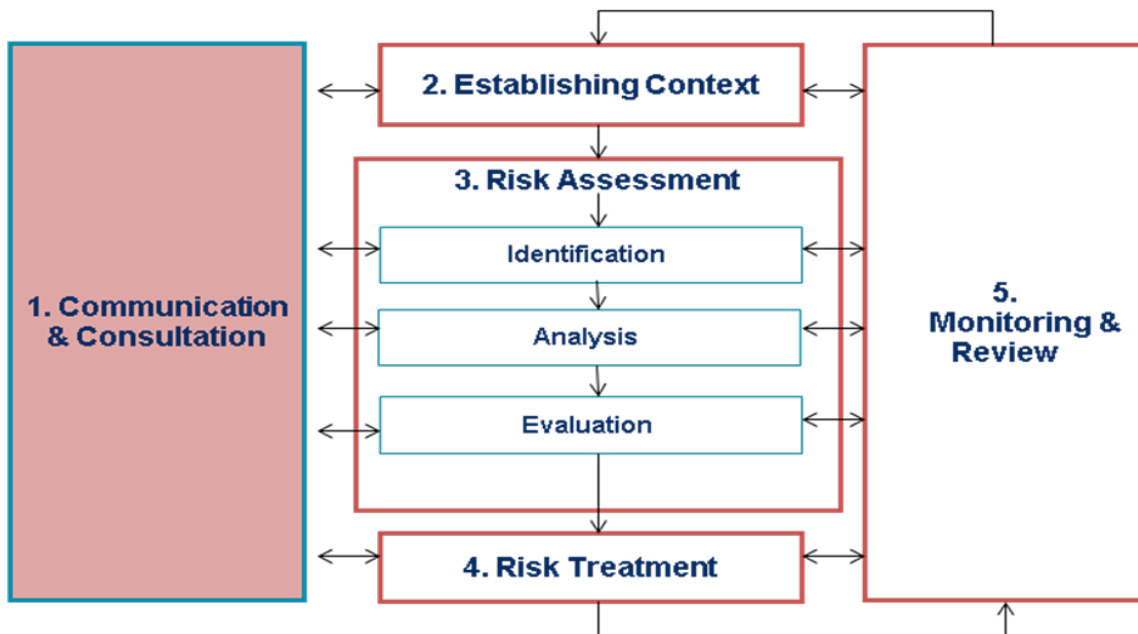 1. Communication
& Consultation
2. Establishing Context
3. Risk Assessment
Identification
Analysis
Evaluation
4. Risk Treatment
5.
Monitoring &
Review